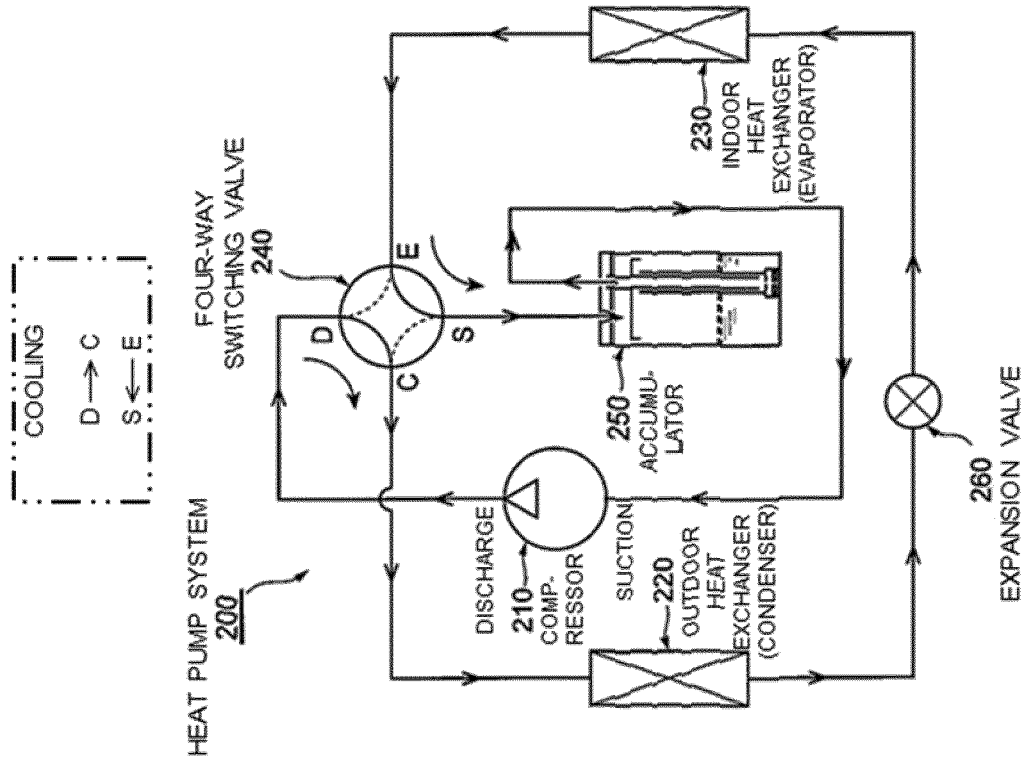 COOLING
D → C
S ← E
HEAT PUMP SYSTEM
200
FOUR-WAY
SWITCHING VALVE
240
D
E
C
S
DISCHARGE
210
COMP-
RESSOR
SUCTION
220
OUTDOOR
HEAT
EXCHANGER
(CONDENSER)
250
ACCUMU-
LATOR
230
INDOOR
HEAT
EXCHANGER
(EVAPORATOR)
260
EXPANSION VALVE